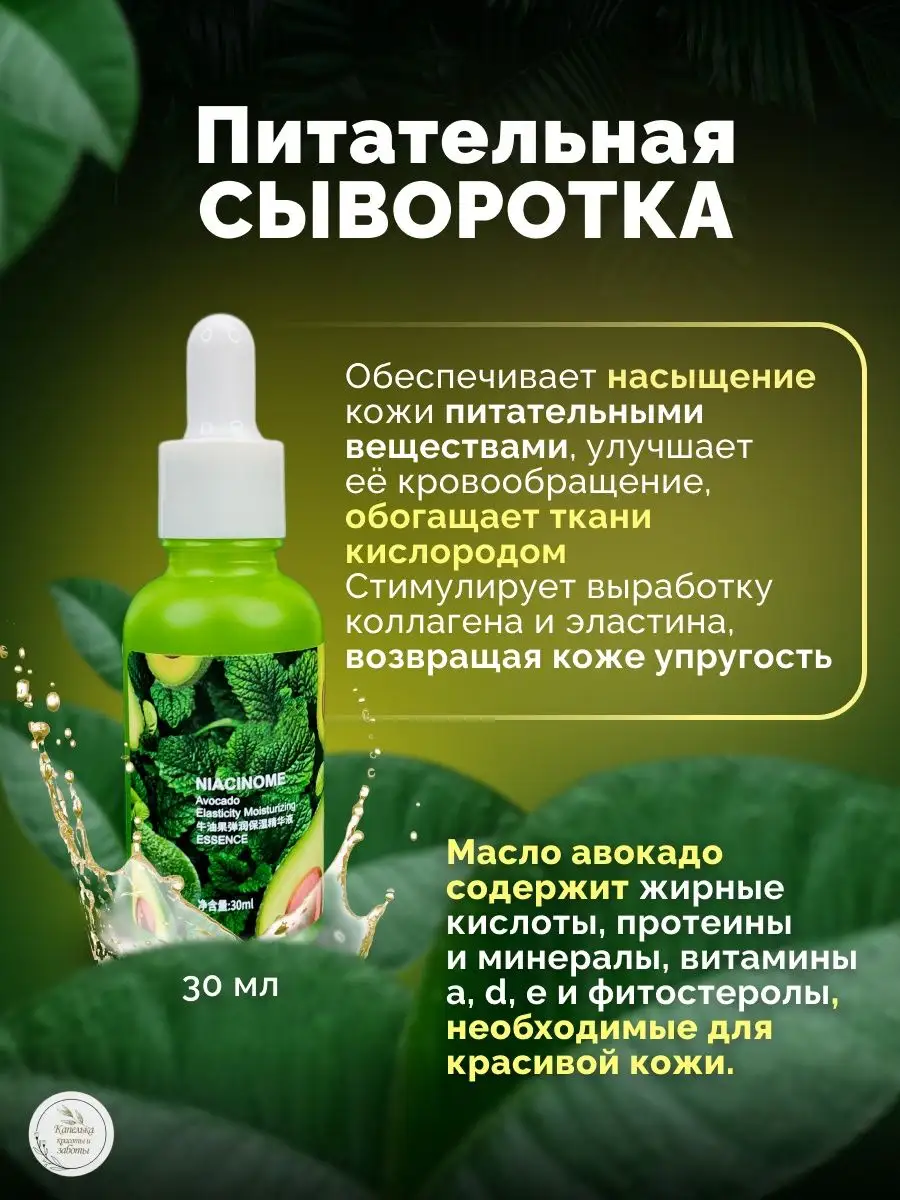 Питательная
СЫВОРОТКА
Обеспечивает насыщение
кожи питательными
веществами, улучшает
её кровообращение,
обогащает ткани
кислородом
Стимулирует выработку
коллагена и эластина,
возвращая коже упругость
NIACINOME
Avocado
Elasticity Moisturizing
牛油果弹润保湿精华液
ESSENCE
净含量:30ml
30 мл
Масло авокадо
содержит жирные
кислоты, протеины
и минералы, витамины
a, d, e и фитостеролы,
необходимые для
красивой кожи.
Капелька
красоты и
заботы